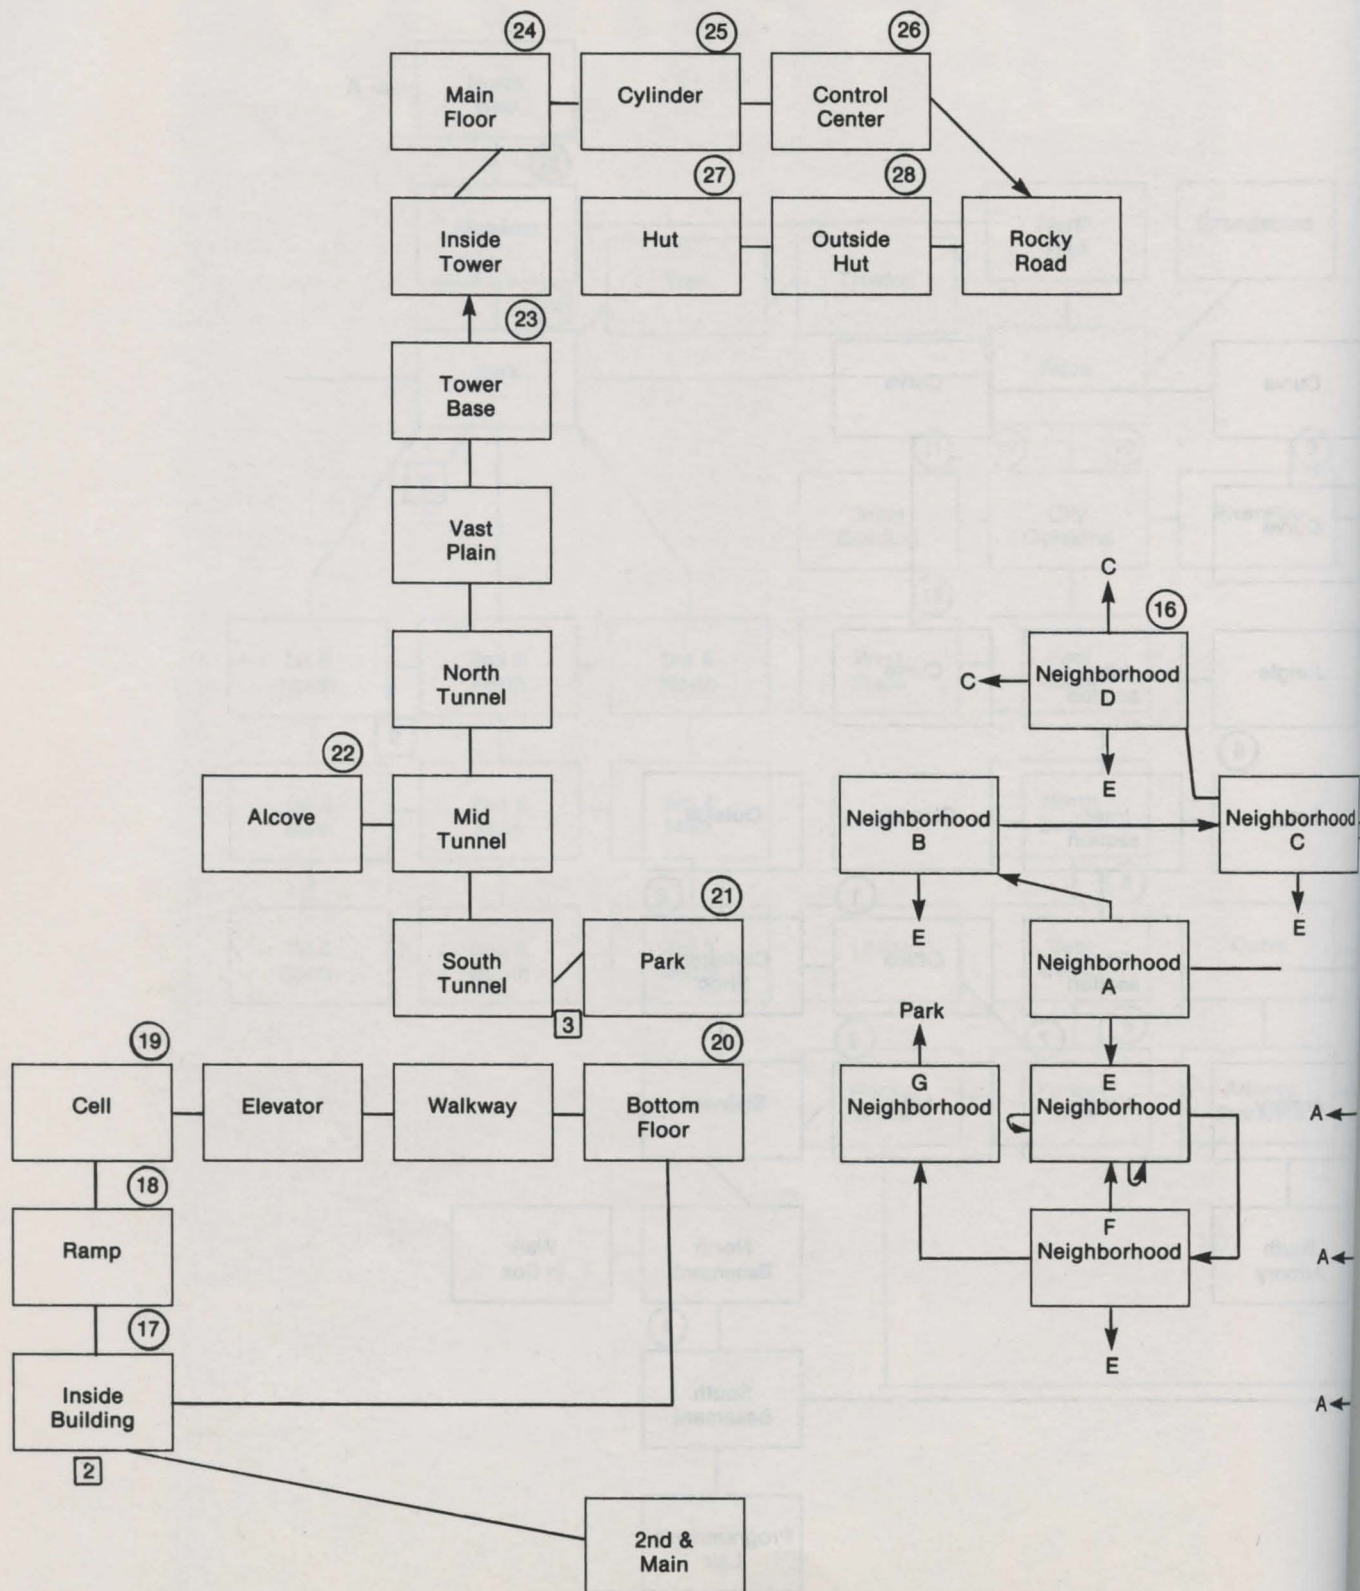 24
25
26
Main
Floor
Cylinder
Control
Center
27
28
Inside
Tower
Hut
Outside
Hut
Rocky
Road
23
Tower
Base
Vast
Plain
C
16
North
Tunnel
C
Neighborhood
D
22
E
Alcove
Mid
Tunnel
Neighborhood
B
Neighborhood
C
21
E
E
South
Tunnel
Park
Neighborhood
A
3
Park
19
20
Cell
Elevator
Walkway
Bottom
Floor
G
Neighborhood
E
Neighborhood
A
18
Ramp
F
Neighborhood
A
17
E
Inside
Building
A
2
2nd &
Main